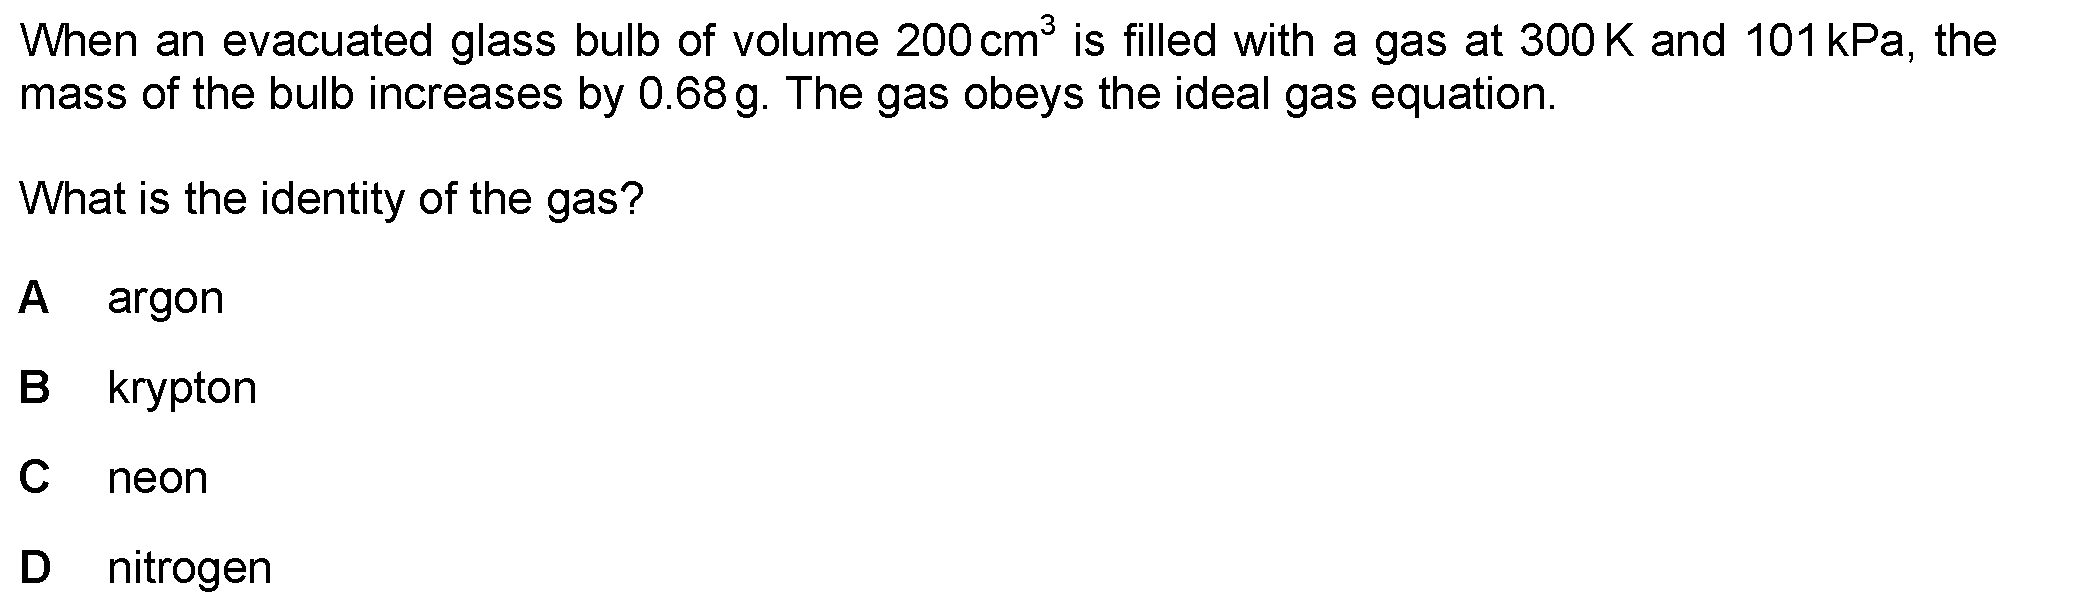 When an evacuated glass bulb of volume 200 cm³ is filled with a gas at 300 K and 101 kPa, the
mass of the bulb increases by 0.68 g. The gas obeys the ideal gas equation.
What is the identity of the gas?
A argon
B krypton
C neon
D nitrogen